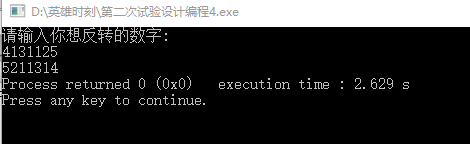 D:\英雄时刻\第二次试验设计编程4.exe
请输入你想反转的数字:
4131125
5211314
Process returned 0 (0x0)   execution time : 2.629 s
Press any key to continue.